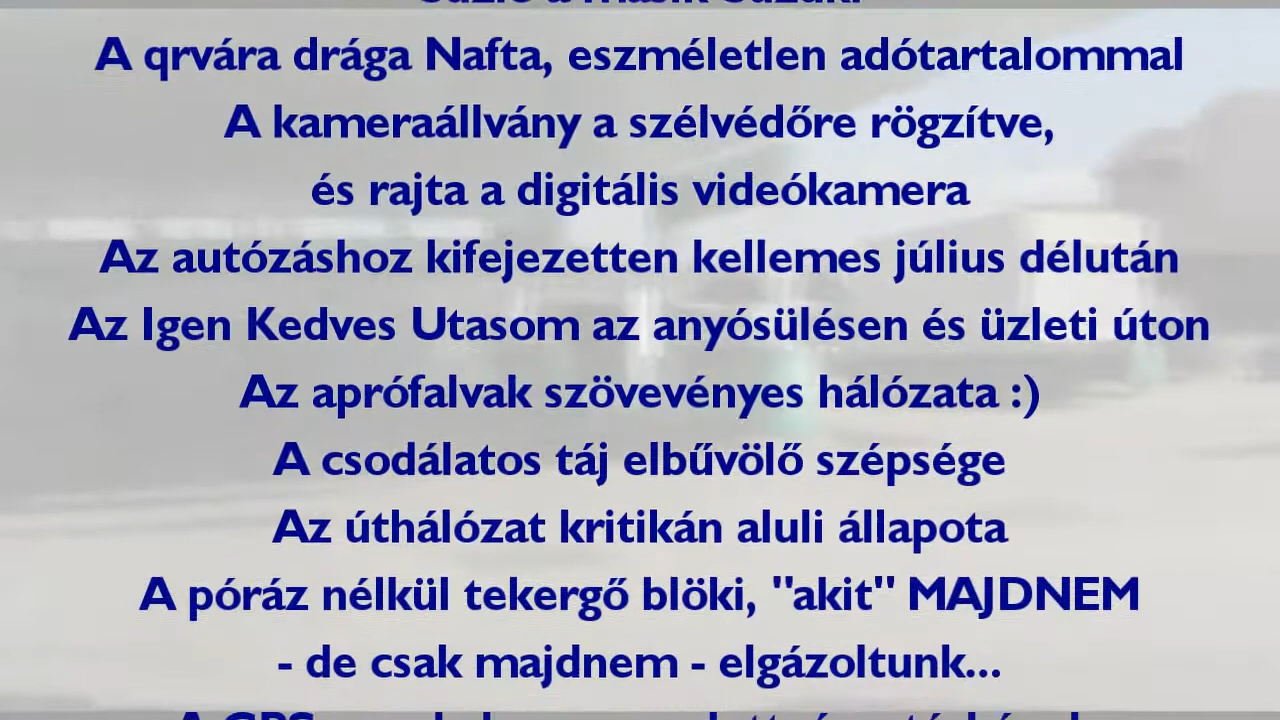 A qrvára drága Nafta, eszméletlen adótartalommal
A kameraállvány a szélvédőre rögzítve,
és rajta a digitális videókamera
Az autózáshoz kifejezetten kellemes július délután
Az Igen Kedves Utasom az anyósülésen és üzleti úton
Az aprófalvak szövevényes hálózata :)
A csodálatos táj elbűvölő szépsége
Az úthálózat kritikán aluli állapota
A póráz nélkül tekergő blöki, "akit" MAJDNEM
- de csak majdnem - elgázoltunk...